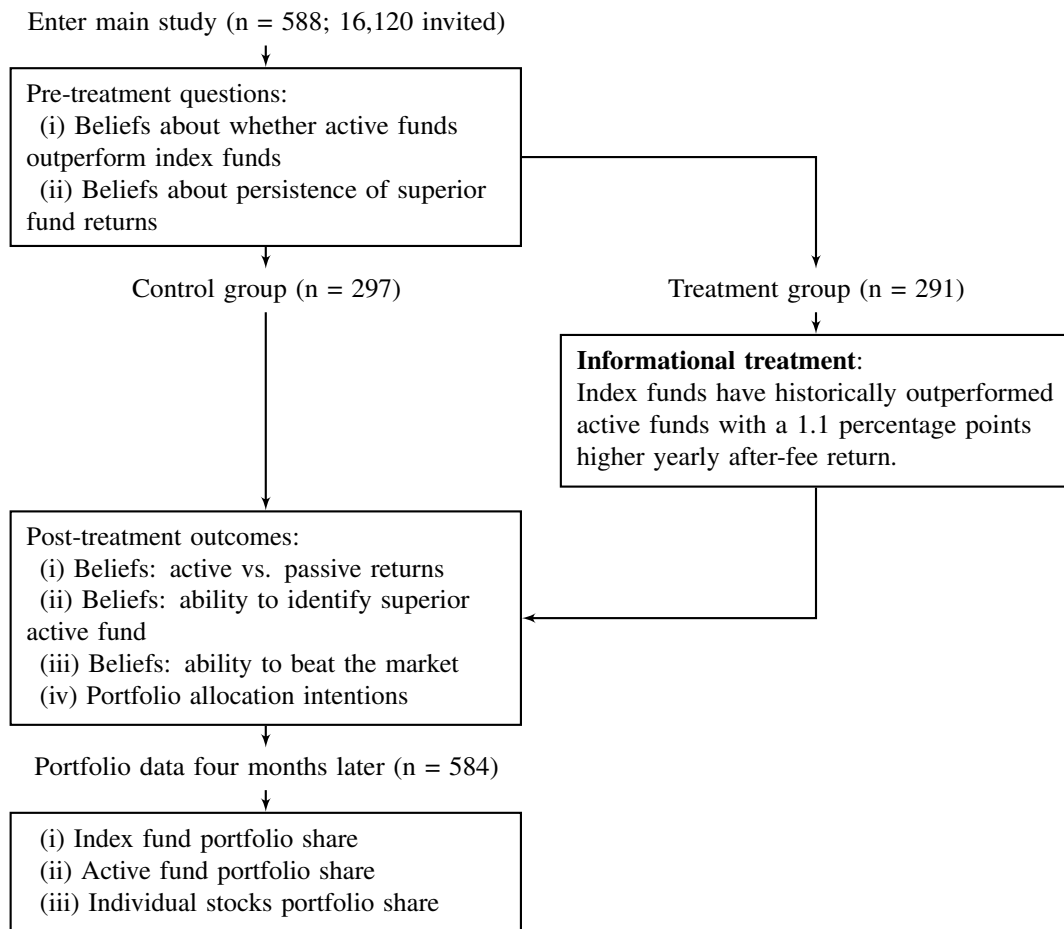 Enter main study (n = 588; 16,120 invited)
Pre-treatment questions:
(i) Beliefs about whether active funds
outperform index funds
(ii) Beliefs about persistence of superior
fund returns
Control group (n = 297)
Treatment group (n = 291)
Informational treatment:
Index funds have historically outperformed
active funds with a 1.1 percentage points
higher yearly after-fee return.
Post-treatment outcomes:
(i) Beliefs: active vs. passive returns
(ii) Beliefs: ability to identify superior
active fund
(iii) Beliefs: ability to beat the market
(iv) Portfolio allocation intentions
Portfolio data four months later (n = 584)
(i) Index fund portfolio share
(ii) Active fund portfolio share
(iii) Individual stocks portfolio share